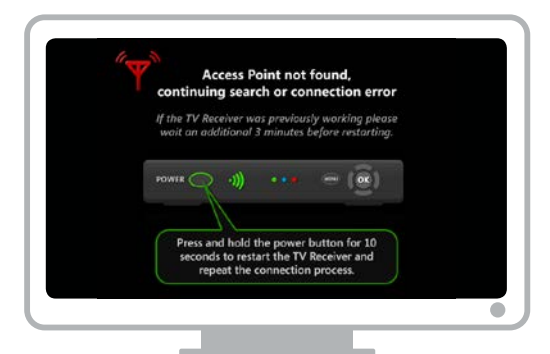 Access Point not found,
continuing search or connection error
If the TV Receiver was previously working please
wait an additional 3 minutes before restarting.
POWER MENU OK
Press and hold the power button for 10
seconds to restart the TV Receiver and
repeat the connection process.